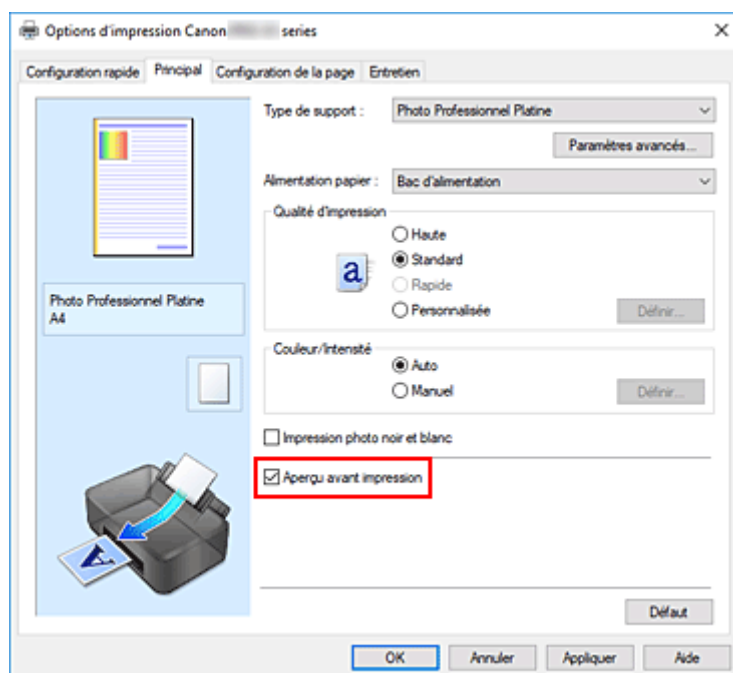 Options d'impression Canon series
Configuration rapide Principal Configuration de la page Entretien
Type de support : Photo Professionnel Platine
Paramètres avancés...
Alimentation papier : Bac d'alimentation
Qualité d'impression
Haute
a Standard
Rapide
Personnalisée Définir...
Photo Professionnel Platine
A4
Couleur/Intensité
Auto
Manuel Définir...
Impression photo noir et blanc
Aperçu avant impression
A
Défaut
OK Annuler Appliquer Aide